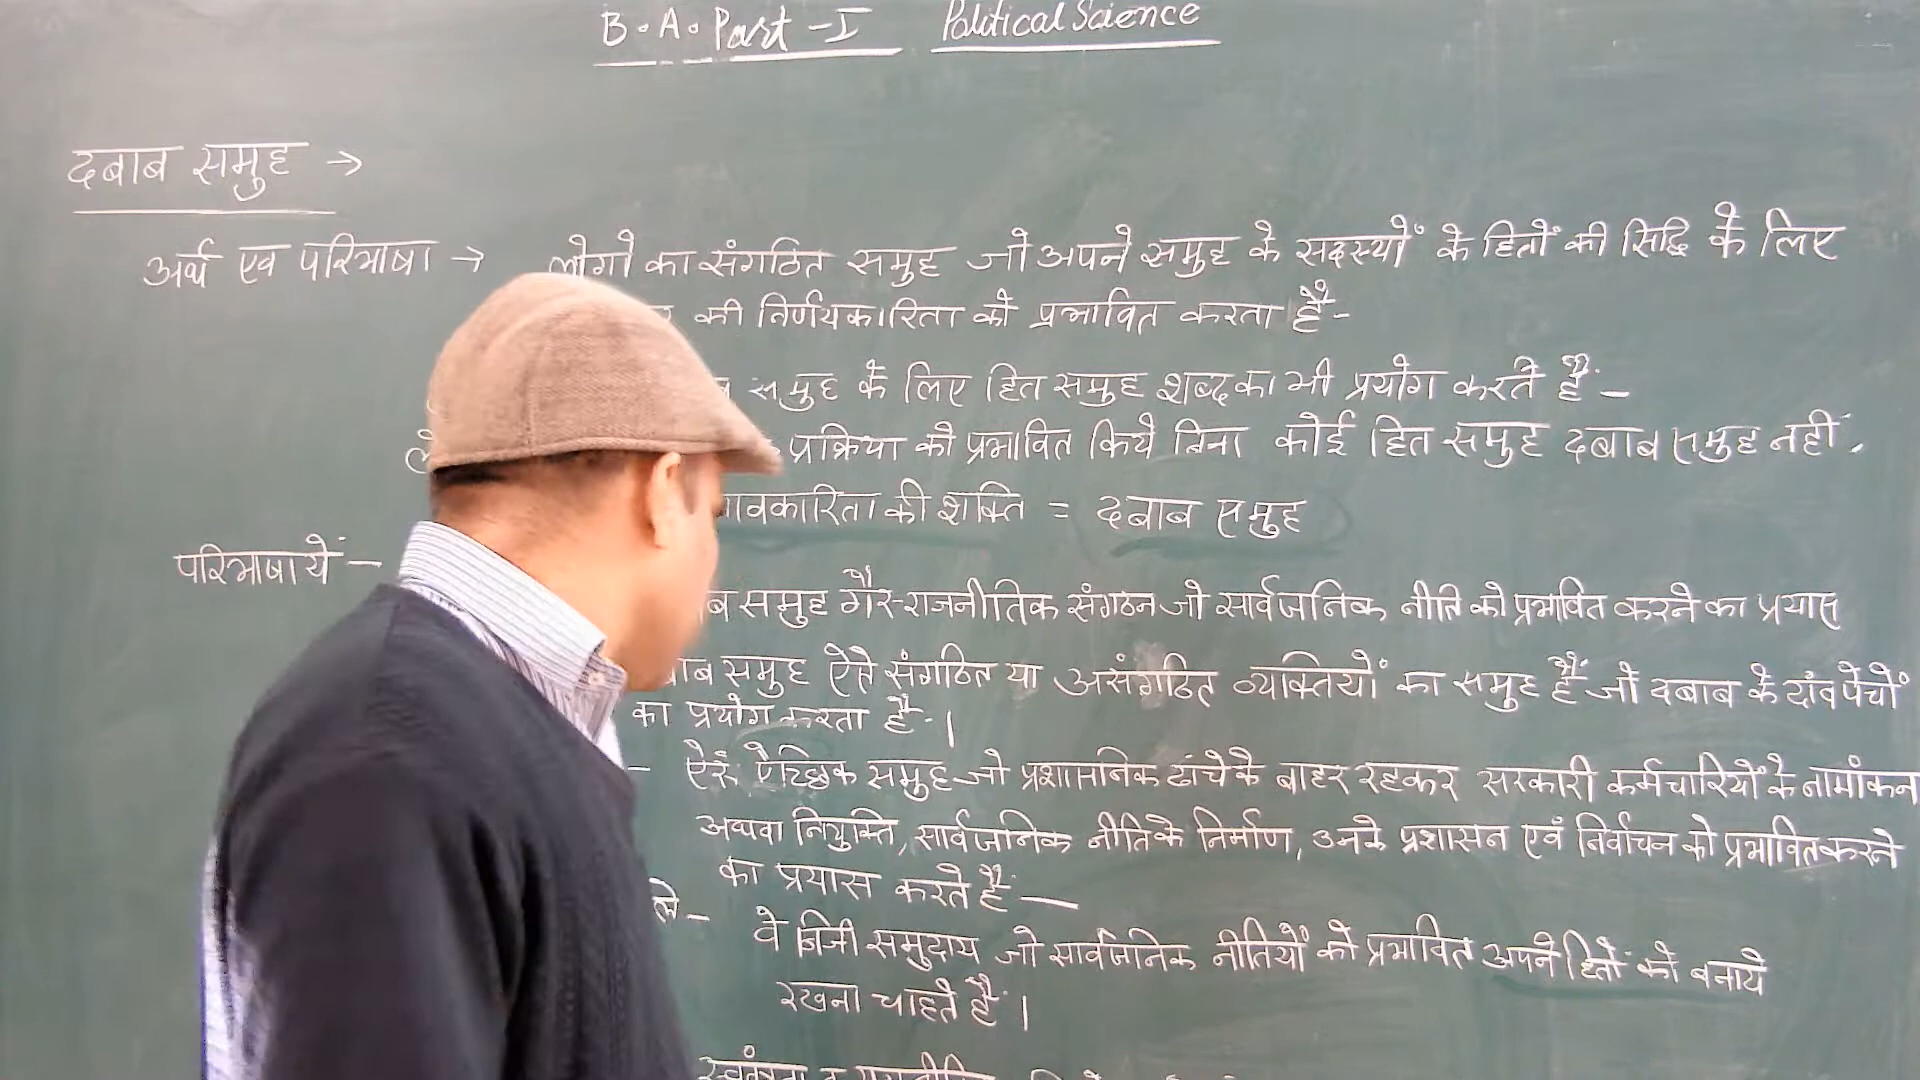 B.A. Part-I Political Science
दबाब समुह →
अर्थ एव परिभाषा → लोगो का संगठित समुह जो अपने समुह के सदस्यों के हितों की सिद्धि के लिए
की निर्णयकारिता को प्रभावित करता है -
समुह के लिए हित समुह शब्द का भी प्रयोग करते हैं -
प्रक्रिया को प्रभावित किये बिना कोई हित समुह दबाब समुह नहीं.
की शक्ति = दबाब समुह
परिभाषायें -
समुह गैर-राजनीतिक संगठन जो सार्वजनिक नीति को प्रभावित करने का प्रयास
समुह ऐसे संगठित या असंगठित व्यक्तियों का समुह हैं जो दबाब के दांवपेचों
का प्रयोग करता है ।
- ऐच्छिक समुह जो प्रशासनिक ढांचे के बाहर रहकर सरकारी कर्मचारियों के नामांकन
अथवा नियुक्ति, सार्वजनिक नीति के निर्माण, उनके प्रशासन एवं निर्वाचन को प्रभावित करने
का प्रयास करते हैं —
- वे निजी समुदाय जो सार्वजनिक नीतियों को प्रभावित अपने हितों को बनाये
रखना चाहते हैं ।